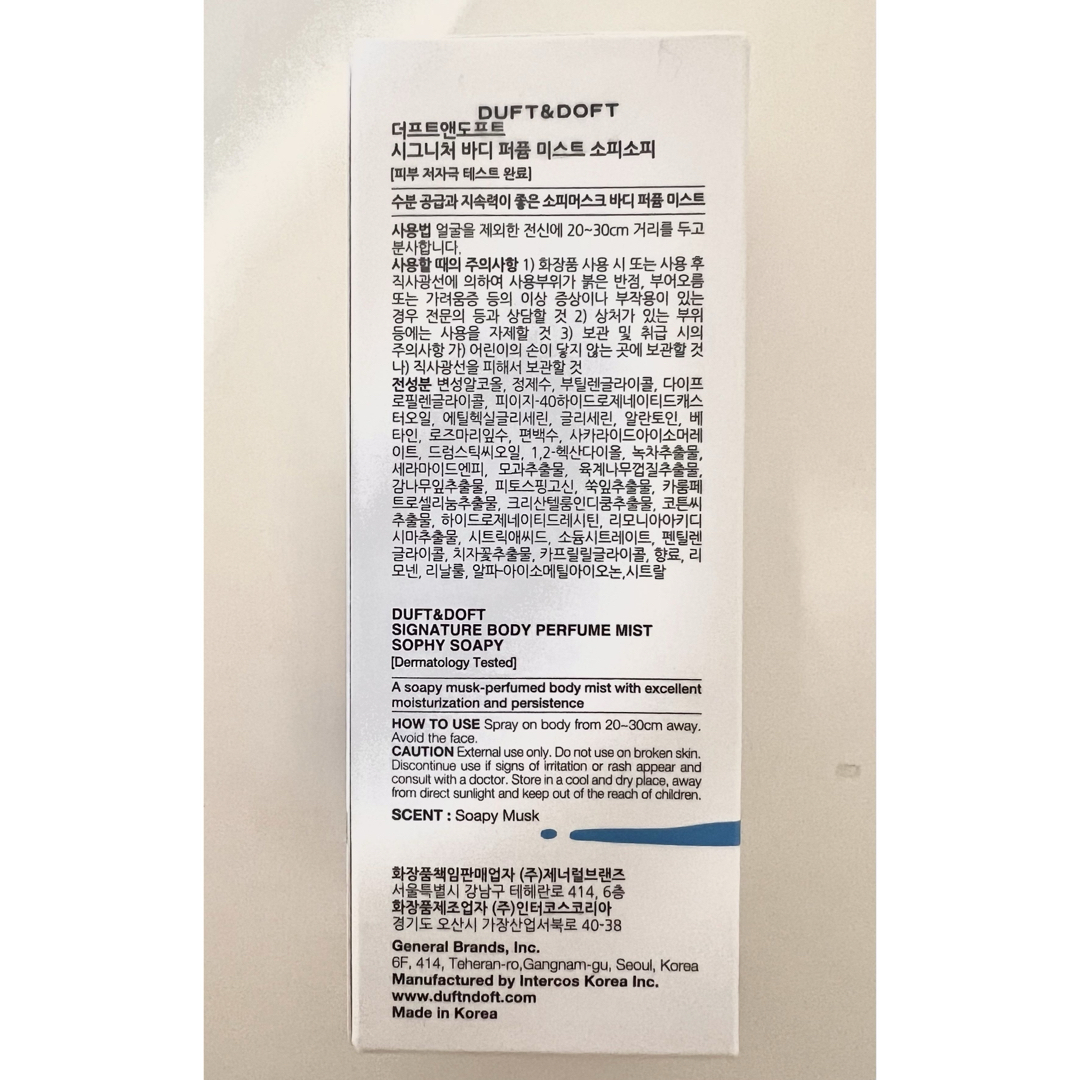 DUFT&DOFT
더프트앤도프트
시그니처 바디 퍼퓸 미스트 소피소피
[피부 저자극 테스트 완료]
수분 공급과 지속력이 좋은 소피머스크 바디 퍼퓸 미스트
사용법 얼굴을 제외한 전신에 20~30cm 거리를 두고
분사합니다.
사용할 때의 주의사항 1) 화장품 사용 시 또는 사용 후
직사광선에 의하여 사용부위가 붉은 반점, 부어오름
또는 가려움증 등의 이상 증상이나 부작용이 있는
경우 전문의 등과 상담할 것 2) 상처가 있는 부위
등에는 사용을 자제할 것 3) 보관 및 취급 시의
주의사항 가) 어린이의 손이 닿지 않는 곳에 보관할 것
나) 직사광선을 피해서 보관할 것
전성분 변성알코올, 정제수, 부틸렌글라이콜, 다이프
로필렌글라이콜, 피이지-40하이드로제네이티드캐스
터오일, 에틸헥실글리세린, 글리세린, 알란토인, 베
타인, 로즈마리잎수, 편백수, 사카라이드아이소머레
이트, 드럼스틱씨오일, 1,2-헥산다이올, 녹차추출물,
세라마이드엔피, 모과추출물, 육계나무껍질추출물,
감나무잎추출물, 피토스핑고신, 쑥잎추출물, 카룸페
트로셀리눔추출물, 크리산텔룸인디쿰추출물, 코튼씨
추출물, 하이드로제네이티드레시틴, 리모니아아키디
시마추출물, 시트릭애씨드, 소듐시트레이트, 펜틸렌
글라이콜, 치자꽃추출물, 카프릴릴글라이콜, 향료, 리
모넨, 리날룰, 알파-아이소메틸아이오논,시트랄
DUFT&DOFT
SIGNATURE BODY PERFUME MIST
SOPHY SOAPY
[Dermatology Tested]
A soapy musk-perfumed body mist with excellent
moisturization and persistence
HOW TO USE Spray on body from 20~30cm away.
Avoid the face.
CAUTION External use only. Do not use on broken skin.
Discontinue use if signs of irritation or rash appear and
consult with a doctor. Store in a cool and dry place, away
from direct sunlight and keep out of the reach of children.
SCENT : Soapy Musk
화장품책임판매업자 (주)제너럴브랜즈
서울특별시 강남구 테헤란로 414, 6층
화장품제조업자 (주)인터코스코리아
경기도 오산시 가장산업서북로 40-38
General Brands, Inc.
6F, 414, Teheran-ro,Gangnam-gu, Seoul, Korea
Manufactured by Intercos Korea Inc.
www.duftndoft.com
Made in Korea